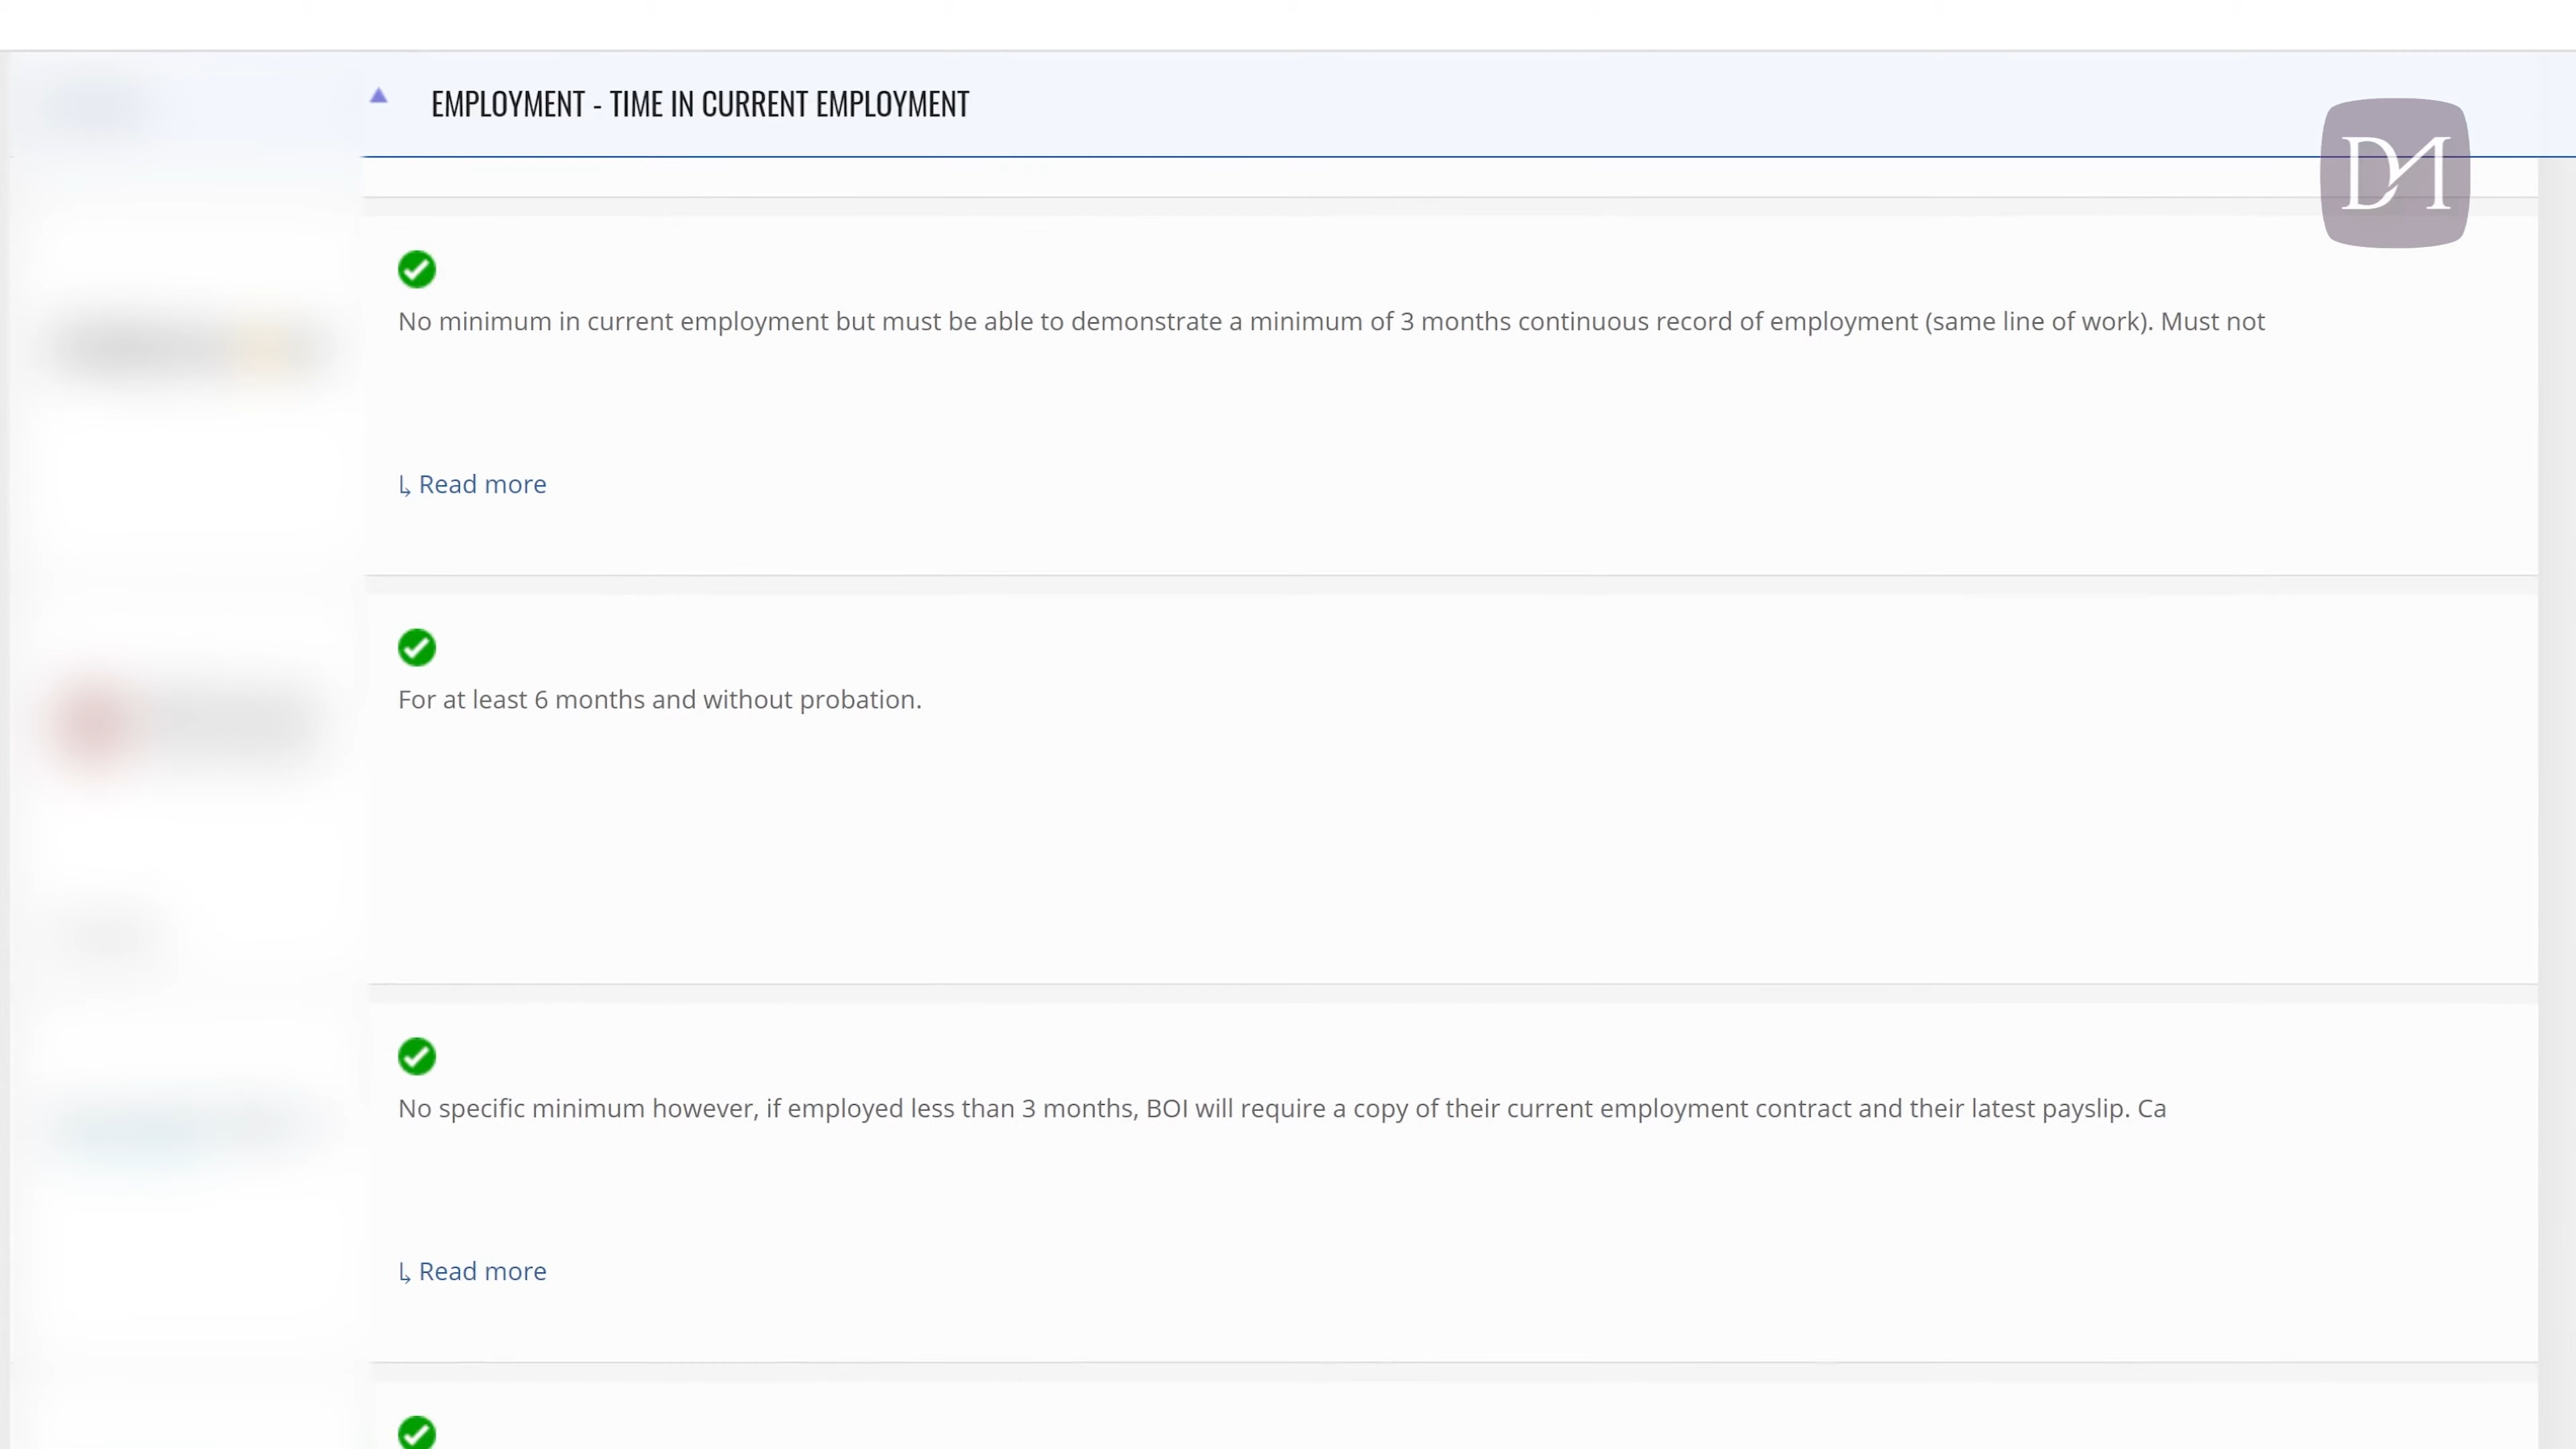 EMPLOYMENT - TIME IN CURRENT EMPLOYMENT
DM
No minimum in current employment but must be able to demonstrate a minimum of 3 months continuous record of employment (same line of work). Must not
↳ Read more
For at least 6 months and without probation.
No specific minimum however, if employed less than 3 months, BOI will require a copy of their current employment contract and their latest payslip. Ca
↳ Read more